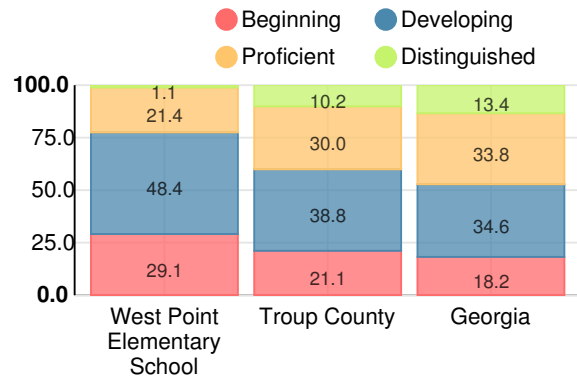 Beginning
Developing
Proficient
Distinguished
100.0
75.0
50.0
25.0
0.0
1.1
21.4
48.4
29.1
10.2
30.0
38.8
21.1
13.4
33.8
34.6
18.2
West Point
Elementary
School
Troup County
Georgia